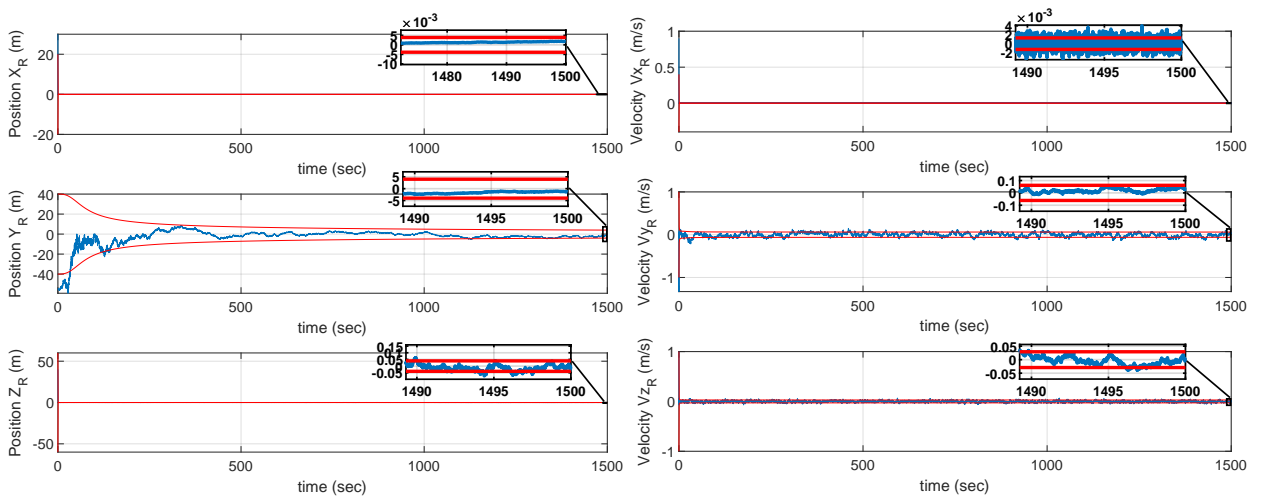 Position X_R (m)
30
0
-20
×10^-3
5
0
-5
-10
1480 1490 1500
0 500 1000 1500
time (sec)
Velocity Vx_R (m/s)
1
0.5
0
×10^-3
4
2
0
-2
1490 1495 1500
0 500 1000 1500
time (sec)
Position Y_R (m)
40
20
0
-20
-40
5
0
-5
1490 1495 1500
0 500 1000 1500
time (sec)
Velocity Vy_R (m/s)
1
0
-1
0.1
0
-0.1
1490 1495 1500
0 500 1000 1500
time (sec)
Position Z_R (m)
50
0
-50
0.15
0.1
0.05
-0.05
1490 1495 1500
0 500 1000 1500
time (sec)
Velocity Vz_R (m/s)
1
0
-1
0.05
0
-0.05
1490 1495 1500
0 500 1000 1500
time (sec)